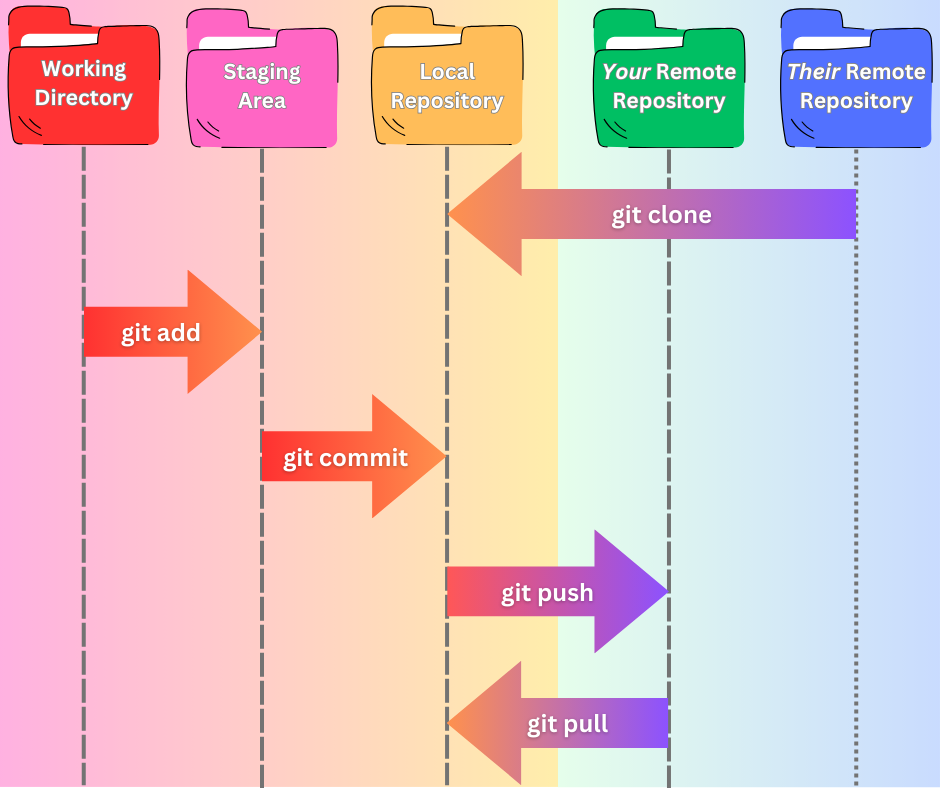 Working
Directory
Staging
Area
Local
Repository
Your Remote
Repository
Their Remote
Repository
git clone
git add
git commit
git push
git pull